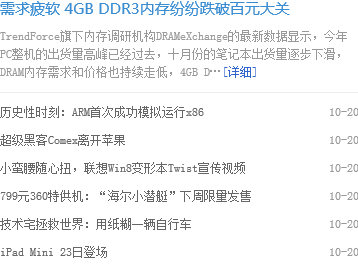 需求疲软 4GB DDR3内存纷纷跌破百元大关
TrendForce旗下内存调研机构DRAMeXchange的最新数据显示，今年
PC整机的出货量高峰已经过去，十月份的笔记本出货量逐步下滑，
DRAM内存需求和价格也持续走低，4GB D…[详细]
历史性时刻：ARM首次成功模拟运行x86 10-20
超级黑客Comex离开苹果 10-20
小蛮腰随心扭，联想Win8变形本Twist宣传视频 10-20
799元360特供机：“海尔小潜艇”下周限量发售 10-20
技术宅拯救世界：用纸糊一辆自行车 10-20
iPad Mini 23日登场 10-20